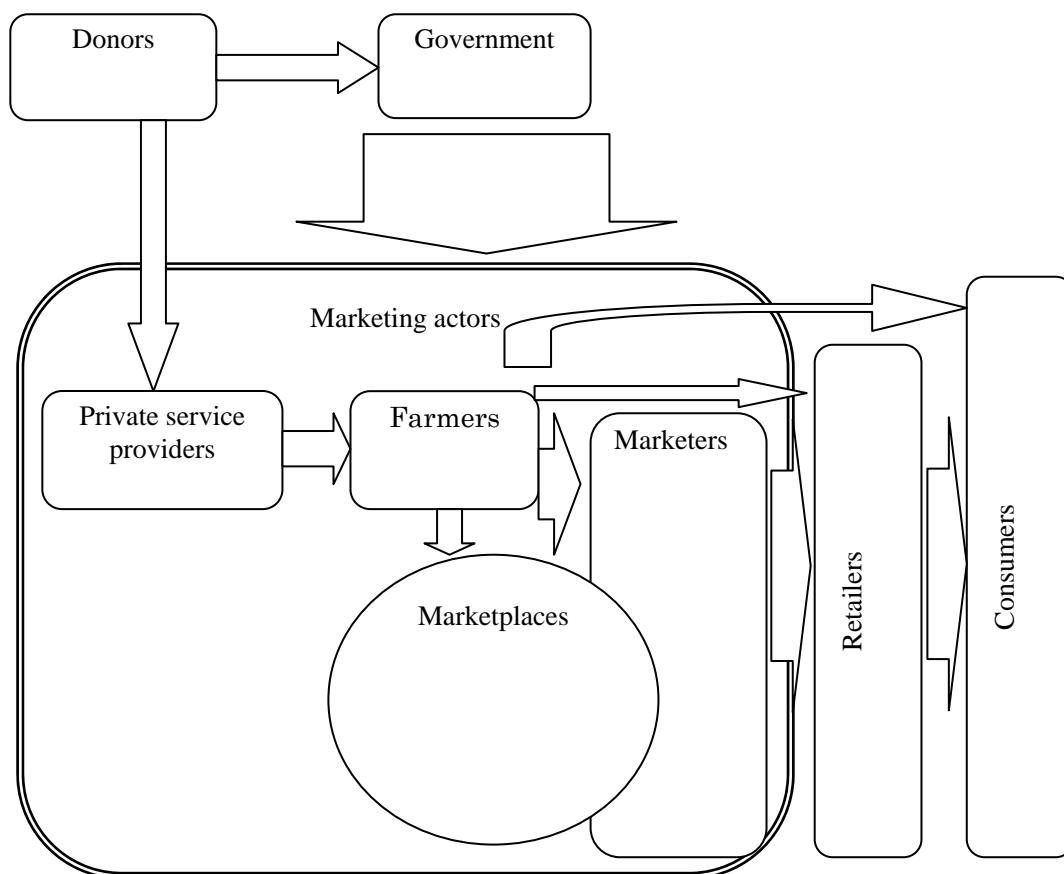 Donors
Government
Marketing actors
Private service
providers
Farmers
Marketers
Marketplaces
Retailers
Consumers